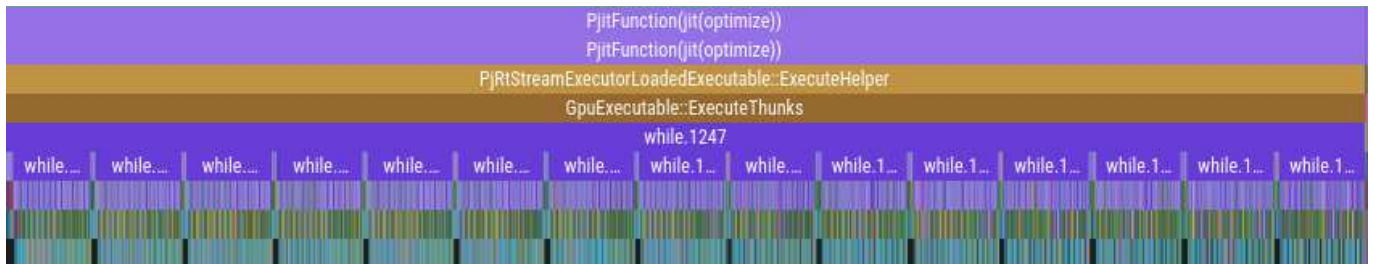 PjitFunction(jit(optimize))
PjitFunction(jit(optimize))
PjRtStreamExecutorLoadedExecutable::ExecuteHelper
GpuExecutable::ExecuteThunks
while.1247
while.… while.… while.… while.… while.… while.… while.… while.1… while.… while.1… while.1… while.1… while.1… while.1… while.1…